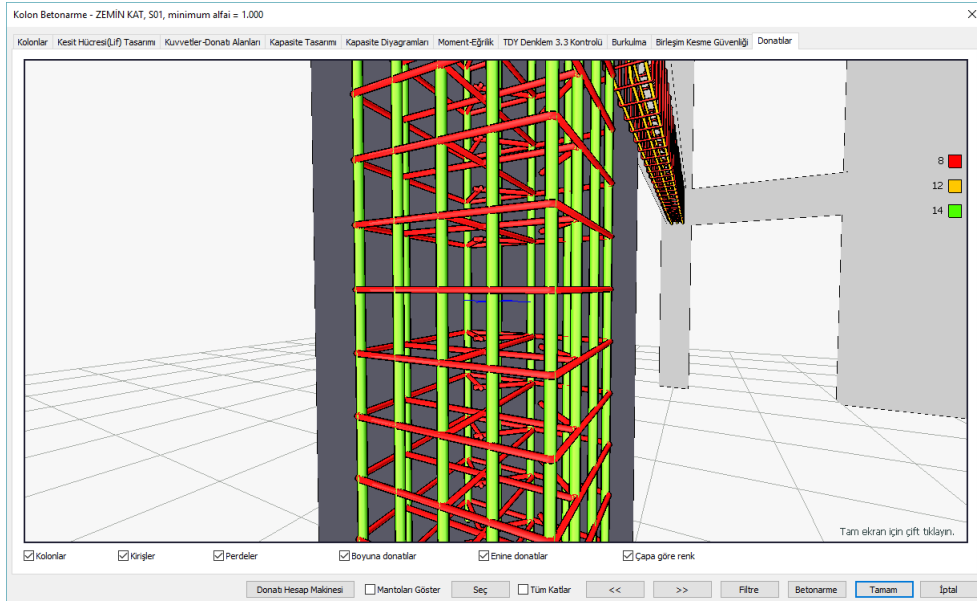 Kolon Betonarme - ZEMİN KAT, S01, minimum alfai = 1.000
Kolonlar Kesit Hücresi(Lif) Tasarımı Kuvvetler-Donatı Alanları Kapasite Tasarımı Kapasite Diyagramları Moment-Eğrilik TDY Denklem 3.3 Kontrolü Burkulma Birleşim Kesme Güvenliği Donatılar
8
12
14
Tam ekran için çift tıklayın.
Kolonlar Kirişler Perdeler Boyuna donatılar Enine donatılar Çapa göre renk
Donatı Hesap Makinesi Mantoları Göster Seç Tüm Katlar << >> Filtre Betonarme Tamam İptal